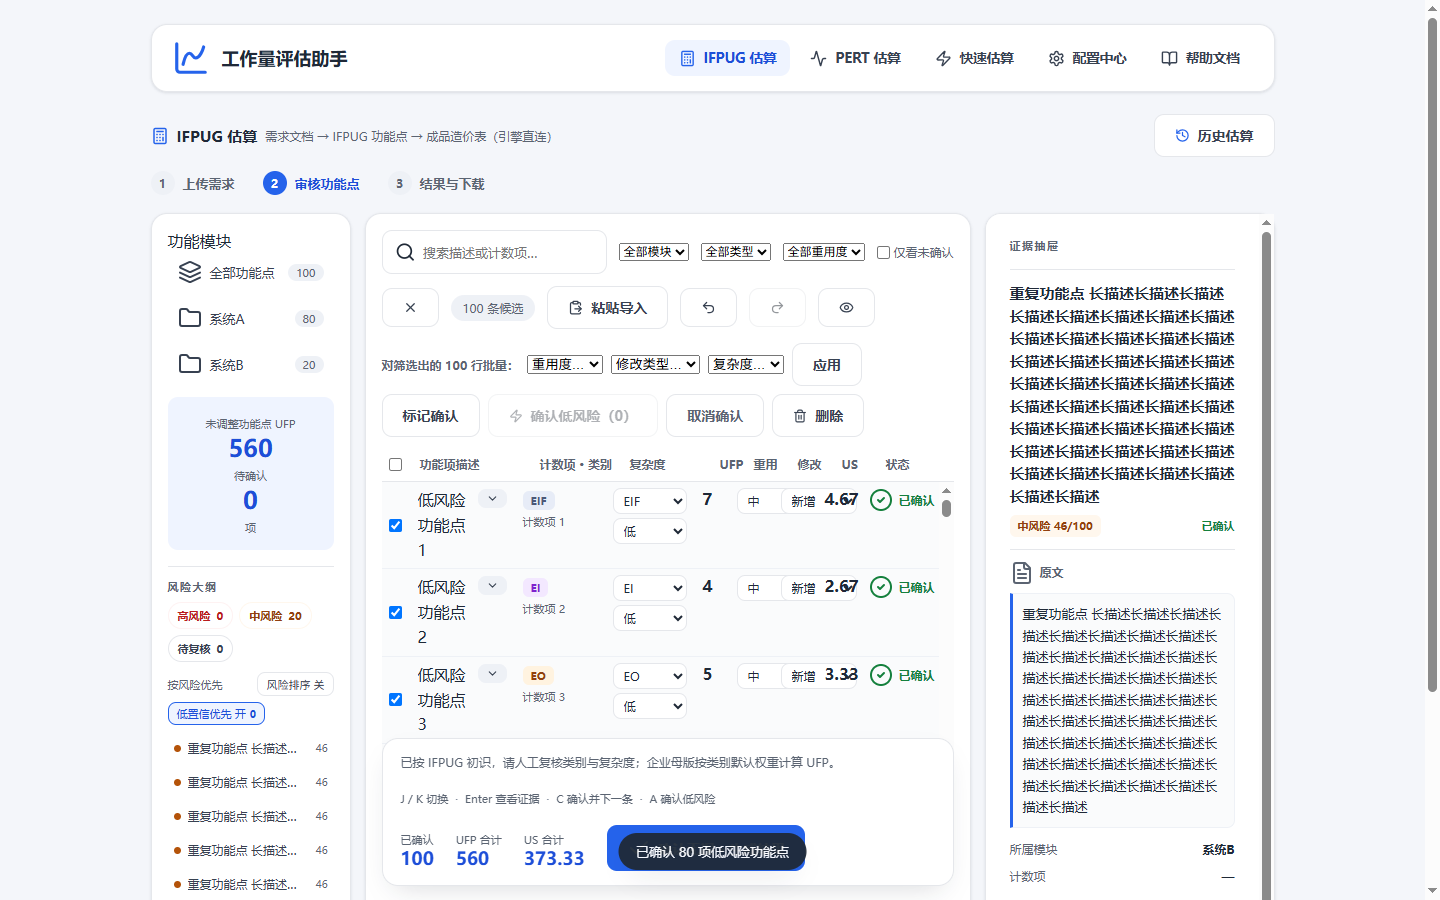 工作量评估助手
IFPUG 估算
PERT 估算
快速估算
配置中心
帮助文档
IFPUG 估算 需求文档 → IFPUG 功能点 → 成品造价表（引擎直连）
历史估算
1 上传需求
2 审核功能点
3 结果与下载
功能模块
全部功能点 100
系统A 80
系统B 20
未调整功能点 UFP
560
待确认
0
项
风险大纲
高风险 0
中风险 20
待复核 0
按风险优先
风险排序 关
低置信优先 开 0
重复功能点 长描述... 46
重复功能点 长描述... 46
重复功能点 长描述... 46
重复功能点 长描述... 46
重复功能点 长描述... 46
搜索描述或计数项...
全部模块
全部类型
全部重用度
仅看未确认
100 条候选
粘贴导入
对筛选出的 100 行批量：
重用度...
修改类型...
复杂度...
应用
标记确认
确认低风险（0）
取消确认
删除
功能项描述 计数项・类别 复杂度 UFP 重用 修改 US 状态
低风险 EIF EIF 7 中 新增 4.67 已确认
功能点 计数项 1 低
1
低风险 EI EI 4 中 新增 2.67 已确认
功能点 计数项 2 低
2
低风险 EO EO 5 中 新增 3.33 已确认
功能点 计数项 3 低
3
已按 IFPUG 初识，请人工复核类别与复杂度；企业母版按类别默认权重计算 UFP。
J / K 切换 · Enter 查看证据 · C 确认并下一条 · A 确认低风险
已确认 UFP 合计 US 合计
100 560 373.33
已确认 80 项低风险功能点
证据抽屉
重复功能点 长描述长描述长描述
长描述长描述长描述长描述长描述
长描述长描述长描述长描述长描述
长描述长描述长描述长描述长描述
长描述长描述长描述长描述长描述
长描述长描述长描述长描述长描述
长描述长描述长描述长描述长描述
长描述长描述长描述长描述长描述
长描述长描述长描述长描述长描述
长描述长描述
中风险 46/100
已确认
原文
重复功能点 长描述长描述长描述长
描述长描述长描述长描述长描述长
描述长描述长描述长描述长描述长
描述长描述长描述长描述长描述长
描述长描述长描述长描述长描述长
描述长描述长描述长描述长描述长
描述长描述长描述长描述长描述长
描述长描述长描述长描述长描述长
描述长描述长描述长描述长描述长
描述长描述
所属模块 系统B
计数项 —